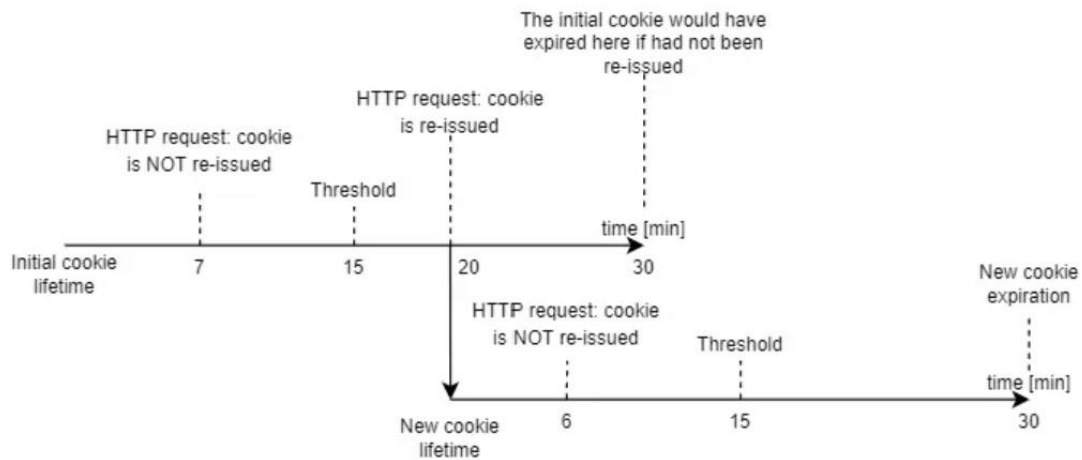 The initial cookie would have
expired here if had not been
re-issued
HTTP request: cookie
is re-issued
HTTP request: cookie
is NOT re-issued
Threshold
time [min]
Initial cookie
lifetime
7
15
20
30
New cookie
expiration
HTTP request: cookie
is NOT re-issued
Threshold
time [min]
New cookie
lifetime
6
15
30